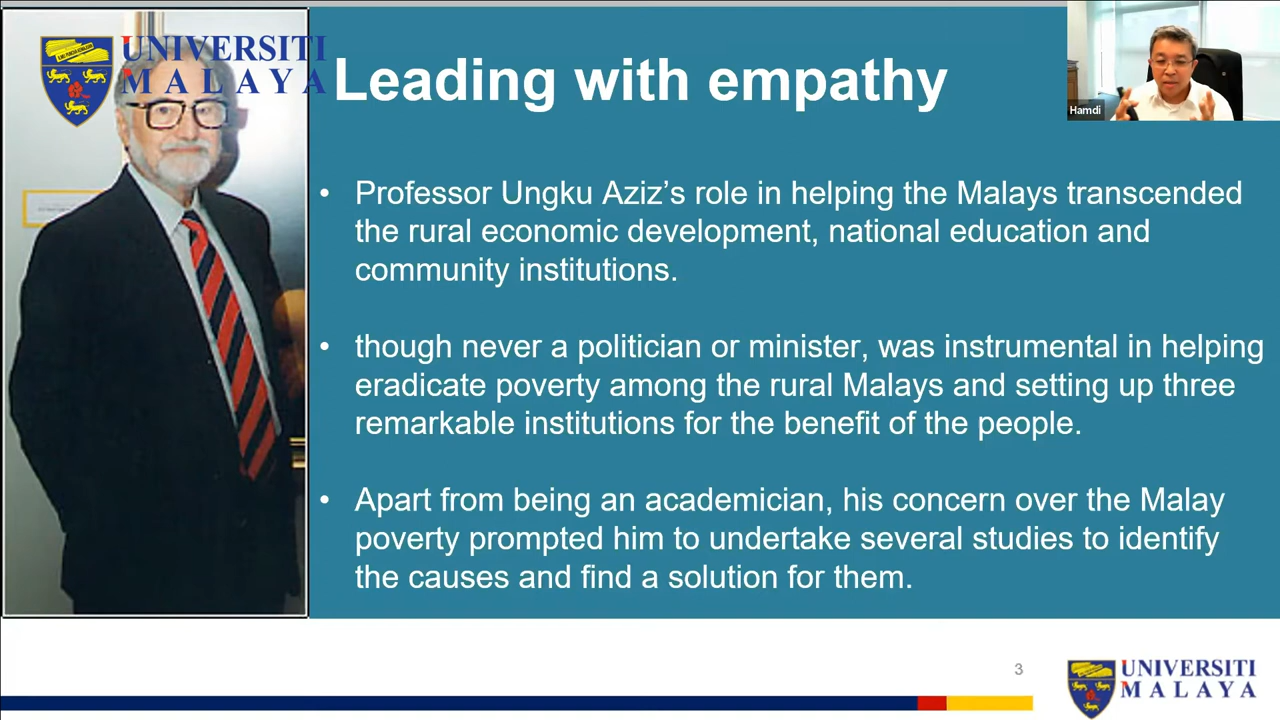 UNIVERSITI
MALAYA
Leading with empathy
Hamdi
• Professor Ungku Aziz’s role in helping the Malays transcended
the rural economic development, national education and
community institutions.
• though never a politician or minister, was instrumental in helping
eradicate poverty among the rural Malays and setting up three
remarkable institutions for the benefit of the people.
• Apart from being an academician, his concern over the Malay
poverty prompted him to undertake several studies to identify
the causes and find a solution for them.
3
UNIVERSITI
MALAYA